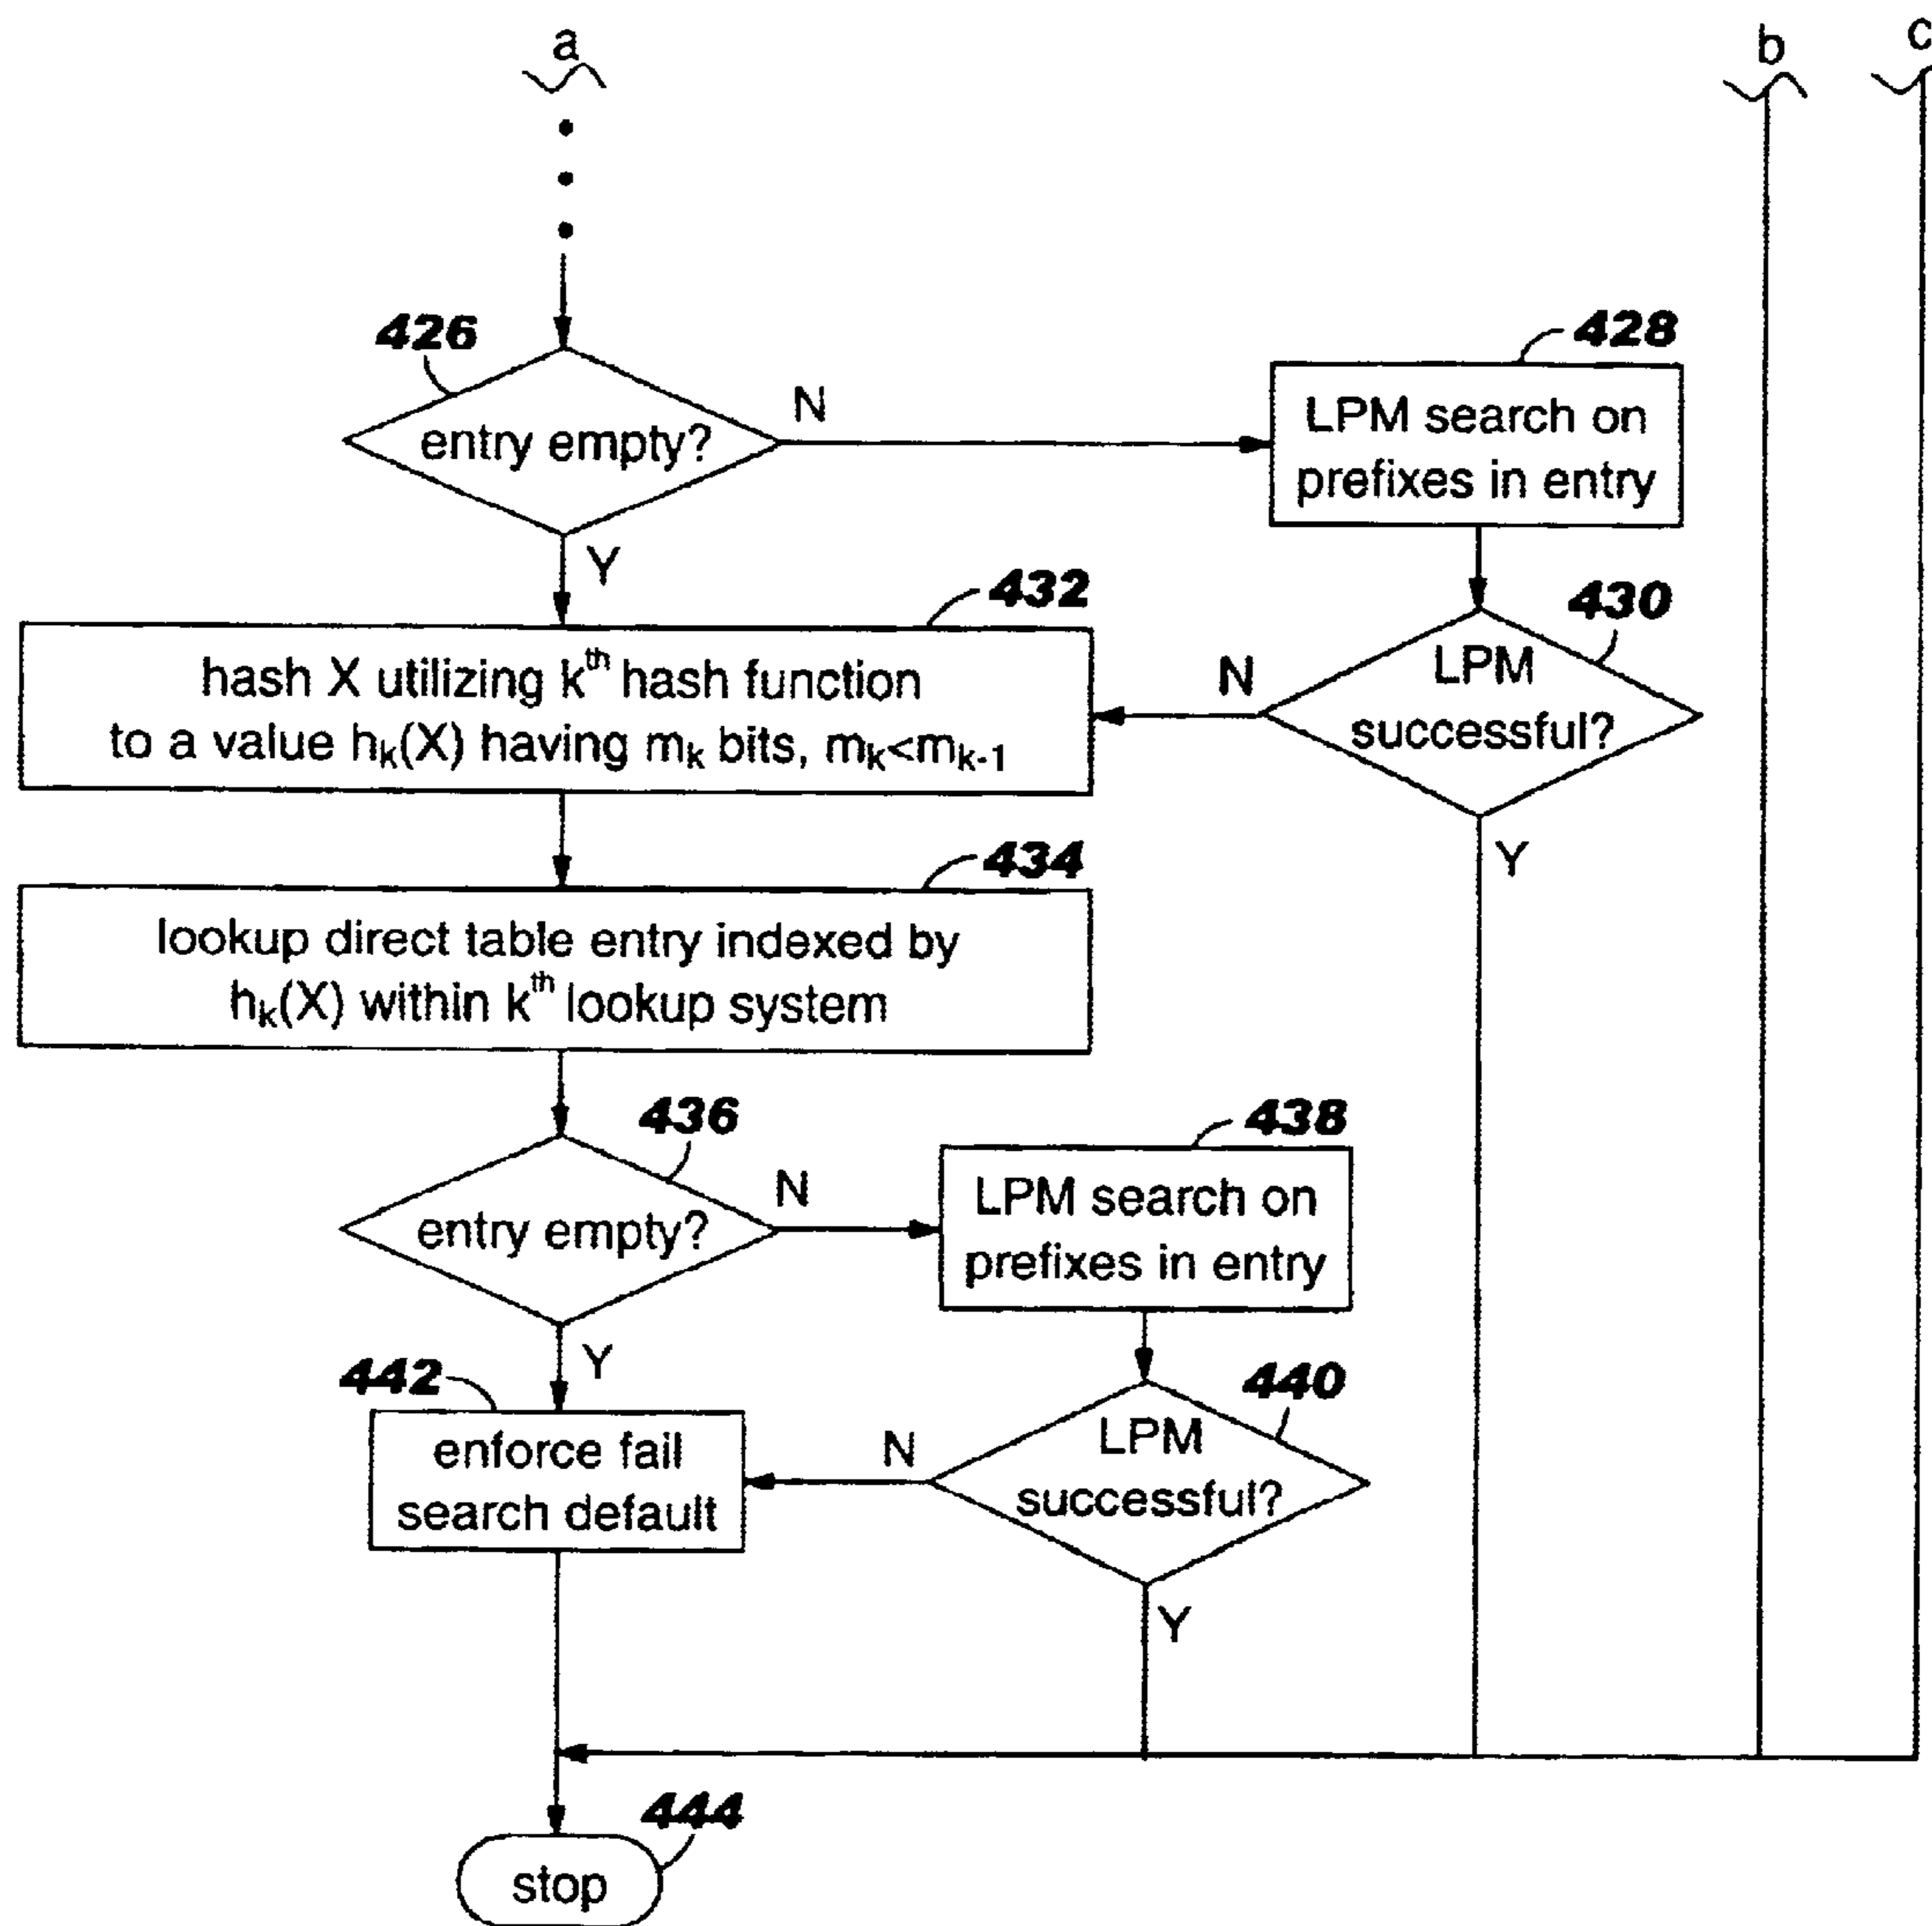 a
b
c
426
entry empty?
N
Y
428
LPM search on
prefixes in entry
430
LPM
successful?
N
Y
432
hash X utilizing kth hash function
to a value hk(X) having mk bits, mk<mk-1
434
lookup direct table entry indexed by
hk(X) within kth lookup system
436
entry empty?
N
Y
438
LPM search on
prefixes in entry
440
LPM
successful?
N
Y
442
enforce fail
search default
444
stop